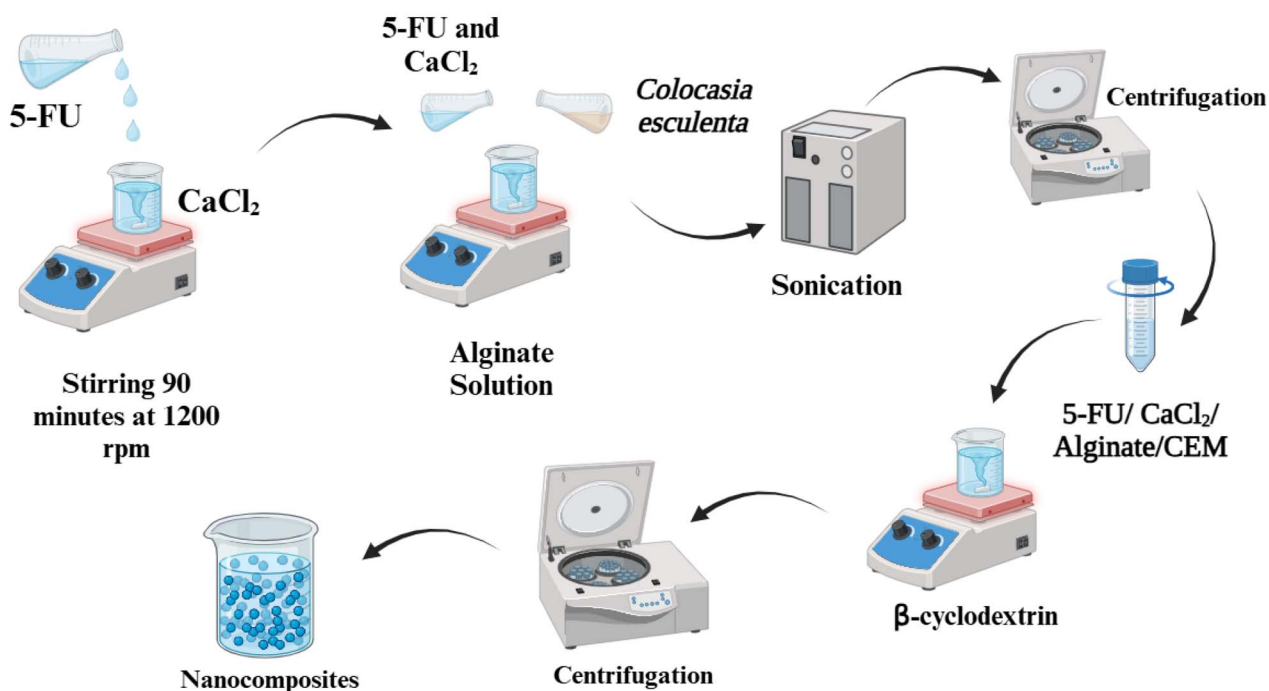 5-FU
CaCl₂
Stirring 90
minutes at 1200
rpm
5-FU and
CaCl₂
Colocasia
esculenta
Alginate
Solution
Sonication
Centrifugation
5-FU/ CaCl₂/
Alginate/CEM
β-cyclodextrin
Centrifugation
Nanocomposites